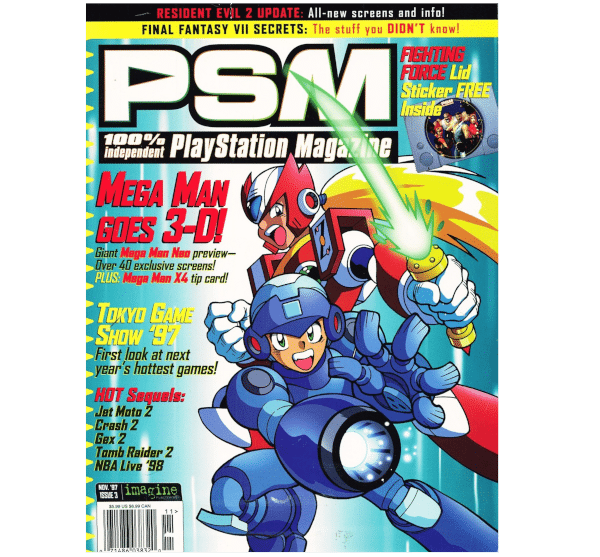 RESIDENT EVIL 2 UPDATE: All-new screens and info!
FINAL FANTASY VII SECRETS: The stuff you DIDN'T know!
PSM
100% independent PlayStation Magazine
FIGHTING
FORCE Lid
Sticker FREE
Inside
MEGA MAN
GOES 3-D!
Giant Mega Man Neo preview—
Over 40 exclusive screens!
PLUS: Mega Man X4 tip card!
TOKYO GAME
SHOW '97
First look at next
year's hottest games!
HOT Sequels:
Jet Moto 2
Crash 2
Gex 2
Tomb Raider 2
NBA Live '98
NOV. '97
ISSUE 3
imagine
$5.99 US $6.99 CAN
11>
Z